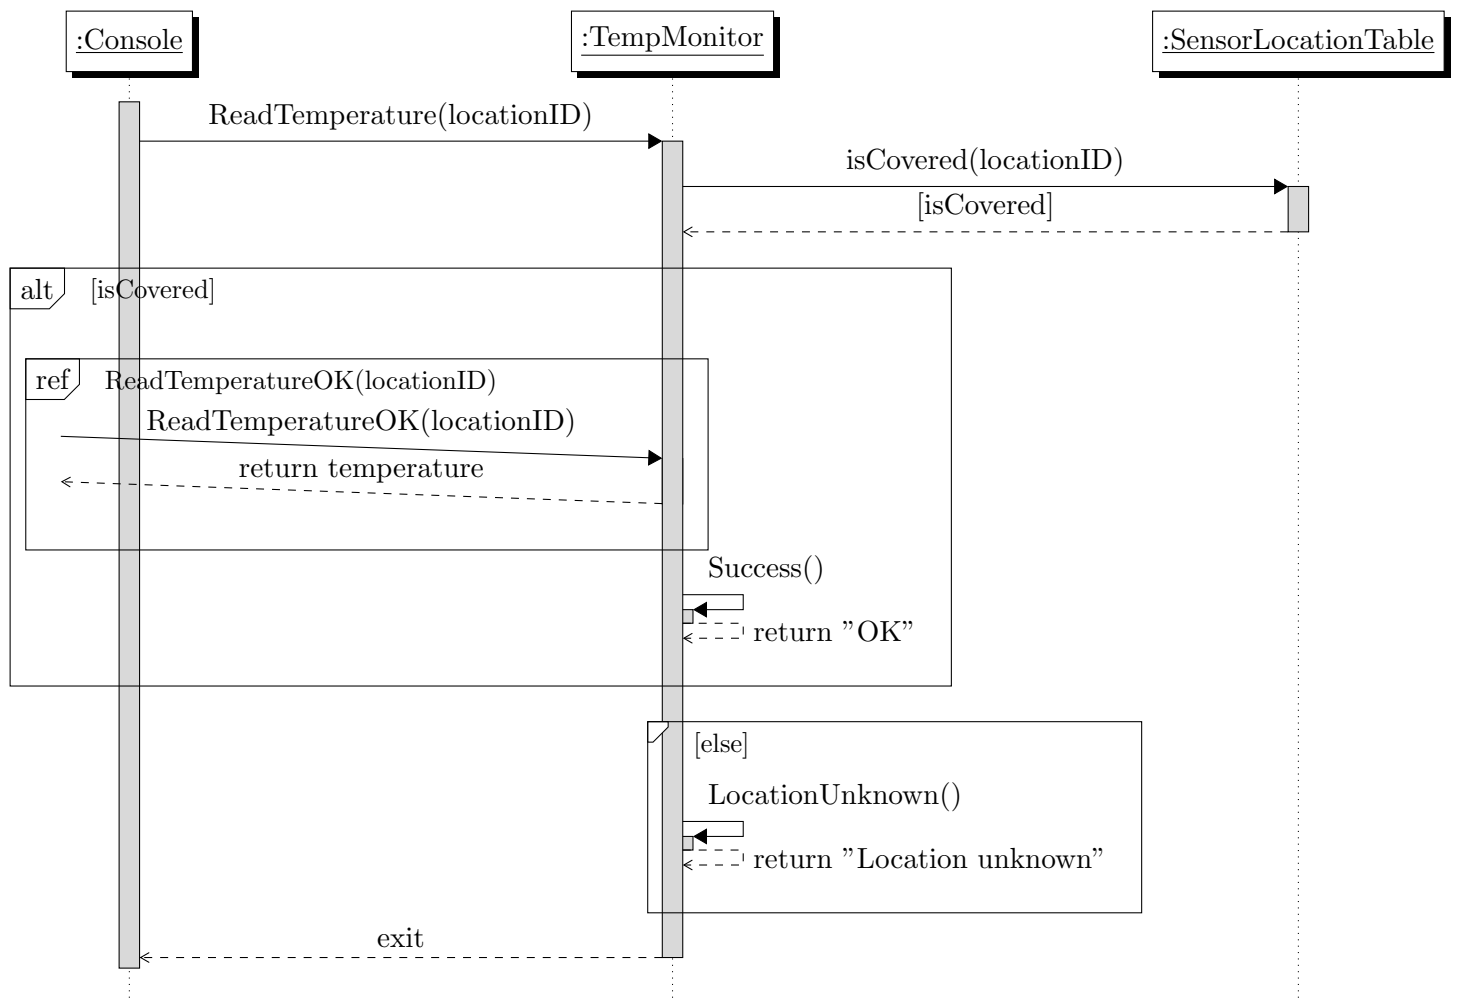 :Console
:TempMonitor
:SensorLocationTable
ReadTemperature(locationID)
isCovered(locationID)
[isCovered]
alt
[isCovered]
ref
ReadTemperatureOK(locationID)
ReadTemperatureOK(locationID)
return temperature
Success()
return ”OK”
[else]
LocationUnknown()
return ”Location unknown”
exit